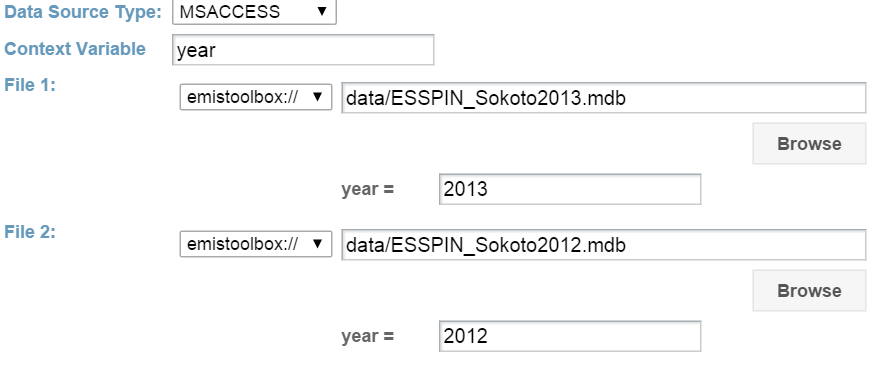 Data Source Type: MSACCESS ▼
Context Variable year
File 1: emistoolbox:// ▼ data/ESSPIN_Sokoto2013.mdb
Browse
year = 2013
File 2: emistoolbox:// ▼ data/ESSPIN_Sokoto2012.mdb
Browse
year = 2012